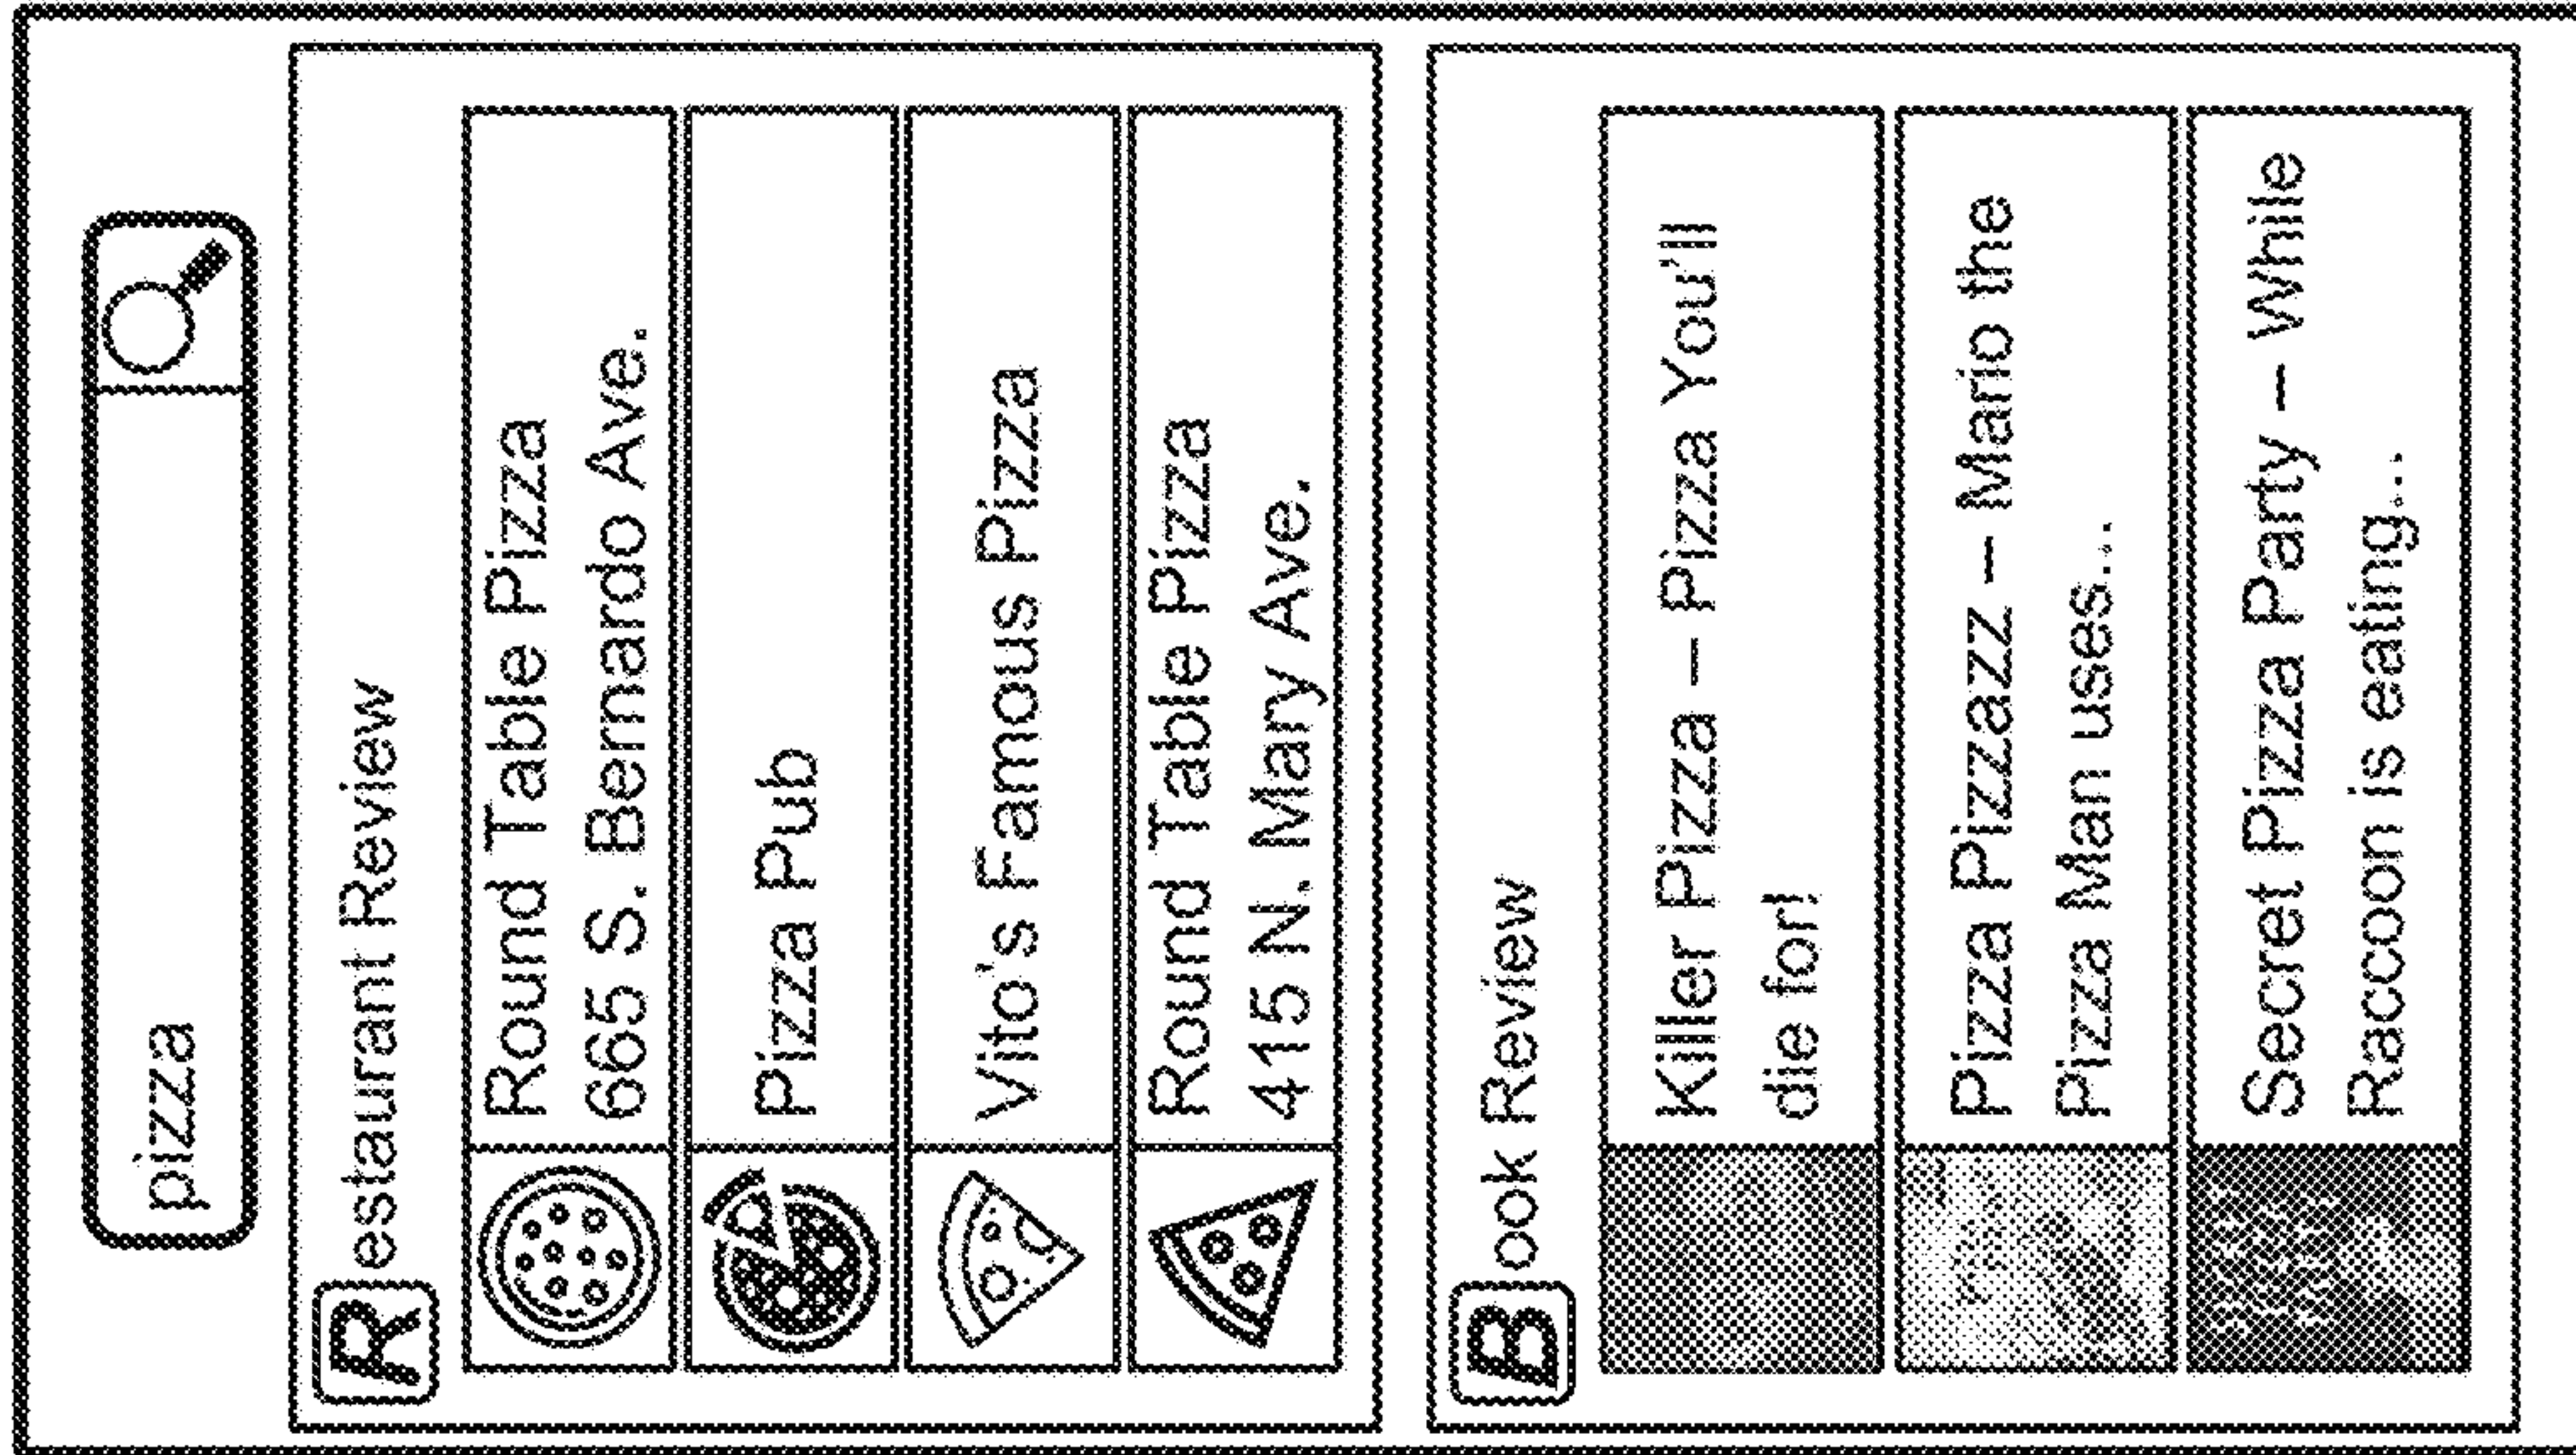 pizza
Restaurant Review
Round Table Pizza
665 S. Bernardo Ave.
Pizza Pub
Vito's Famous Pizza
Round Table Pizza
415 N. Mary Ave.
Book Review
Killer Pizza – Pizza You'll
die for!
Pizza Pizzazz – Mario the
Pizza Man uses...
Secret Pizza Party – While
Raccoon is eating...